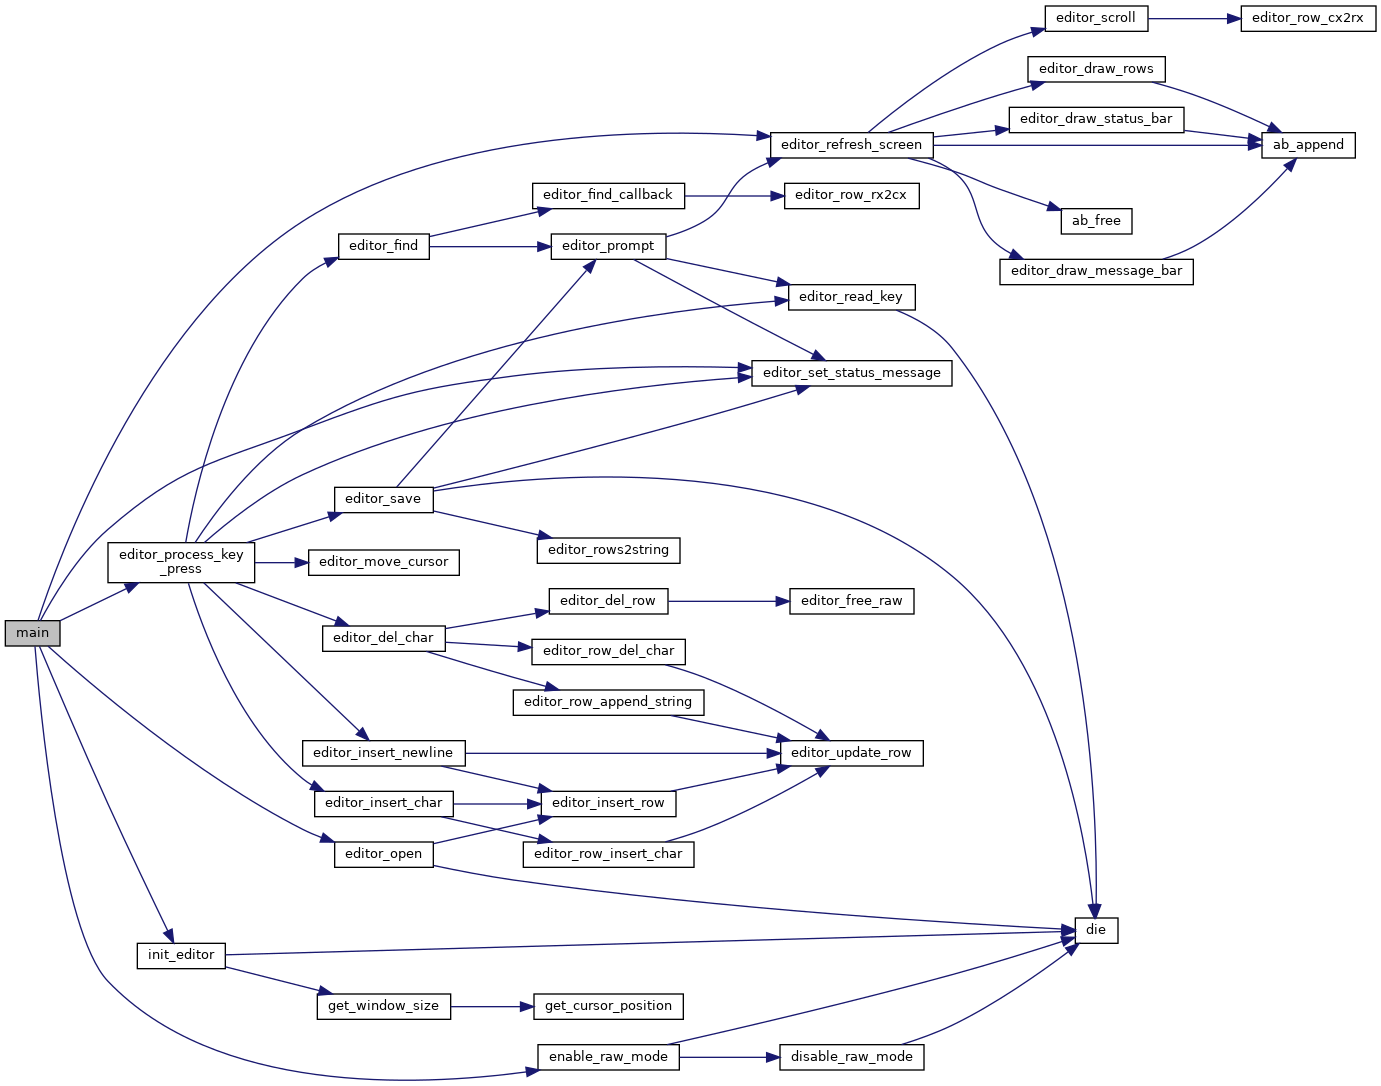 editor_scroll
editor_row_cx2rx
editor_draw_rows
editor_draw_status_bar
editor_refresh_screen
ab_append
editor_find_callback
editor_row_rx2cx
ab_free
editor_find
editor_prompt
editor_draw_message_bar
editor_read_key
editor_set_status_message
editor_save
editor_process_key
_press
editor_rows2string
editor_move_cursor
editor_del_row
editor_free_raw
main
editor_del_char
editor_row_del_char
editor_row_append_string
editor_insert_newline
editor_update_row
editor_insert_char
editor_insert_row
editor_open
editor_row_insert_char
die
init_editor
get_window_size
get_cursor_position
enable_raw_mode
disable_raw_mode